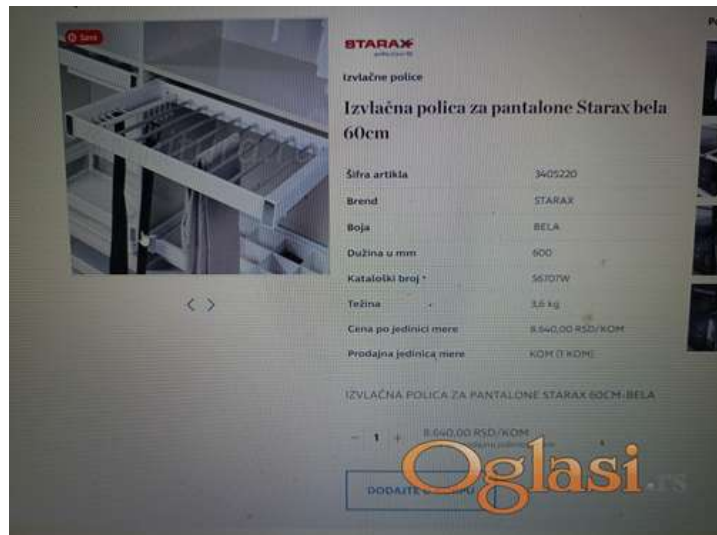 Save
STARAX
Izvlačne police
Izvlačna polica za pantalone Starax bela
60cm
Šifra artikla 3405220
Brend STARAX
Boja BELA
Dužina u mm 600
Kataloški broj S6707W
Težina 3,6 kg
Cena po jedinici mere 8.640,00 RSD/KOM
Prodajna jedinica mere KOM (1 KOM)
IZVLAČNA POLICA ZA PANTALONE STARAX 60CM-BELA
- 1 + 8.640,00 RSD/KOM
DODAJTE
Oglasi.rs